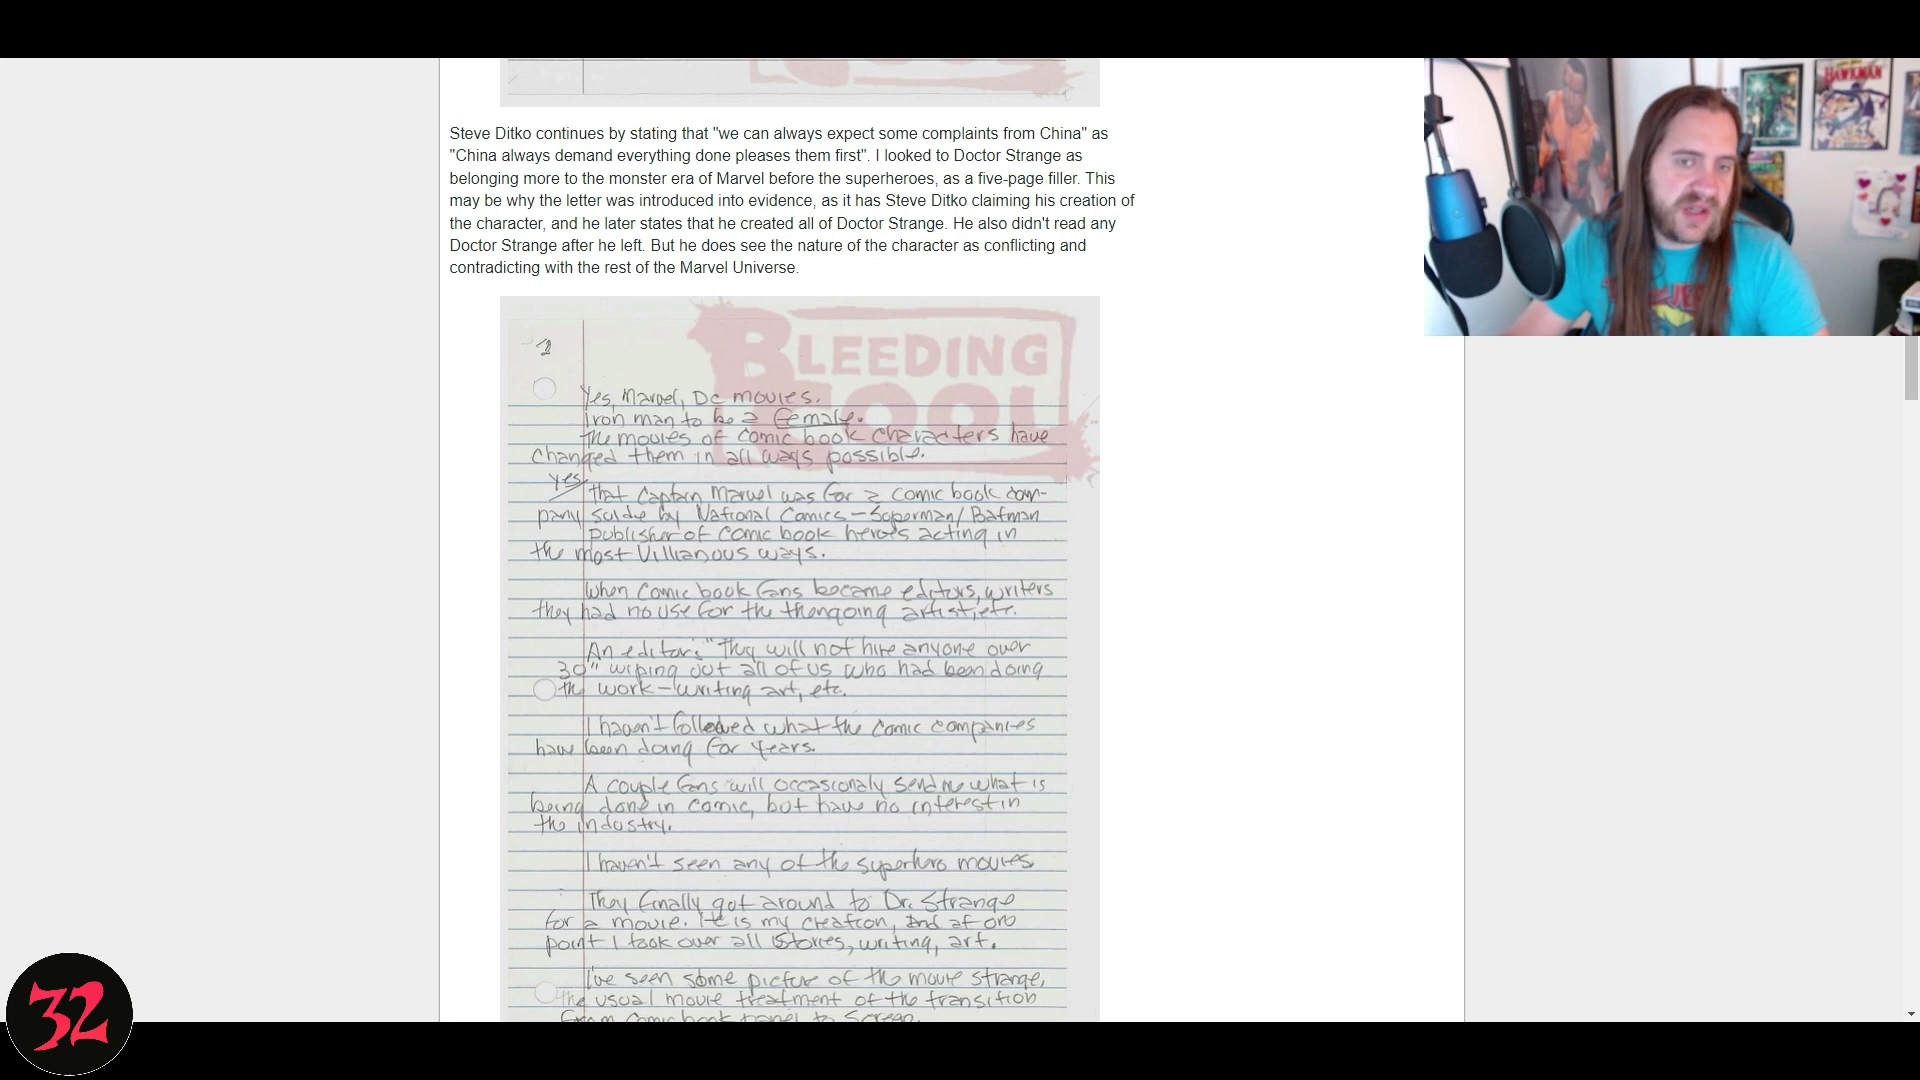 Steve Ditko continues by stating that "we can always expect some complaints from China" as
"China always demand everything done pleases them first". I looked to Doctor Strange as
belonging more to the monster era of Marvel before the superheroes, as a five-page filler. This
may be why the letter was introduced into evidence, as it has Steve Ditko claiming his creation of
the character, and he later states that he created all of Doctor Strange. He also didn't read any
Doctor Strange after he left. But he does see the nature of the character as conflicting and
contradicting with the rest of the Marvel Universe.
BLEEDING
COOL
Yes, Marvel, DC movies.
Iron man to be a female.
The movies of comic book characters have
changed them in all ways possible.
Yes
That Captain Marvel was for a comic book com-
pany by National Comics—Superman/Batman
publisher of comic book heroes acting in
the most Villianous ways.
When comic book fans became editors, writers
they had no use for the thengoing artist, etc.
An editor: "They will not hire anyone over
30" wiping out all of us who had been doing
the work—writing art, etc.
I haven't followed what the comic companies
have been doing for years.
A couple fans will occasionaly send me what is
being done in comic, but have no interest in
the industry.
I haven't seen any of the superhero movies.
They finally got around to Dr. Strange
for a movie. It is my creation, and at one
point I took over all stories, writing, art.
I've seen some picture of the movie strange,
the usual movie treatment of the transition
from comic book panel to screen.
HAWKMAN
32